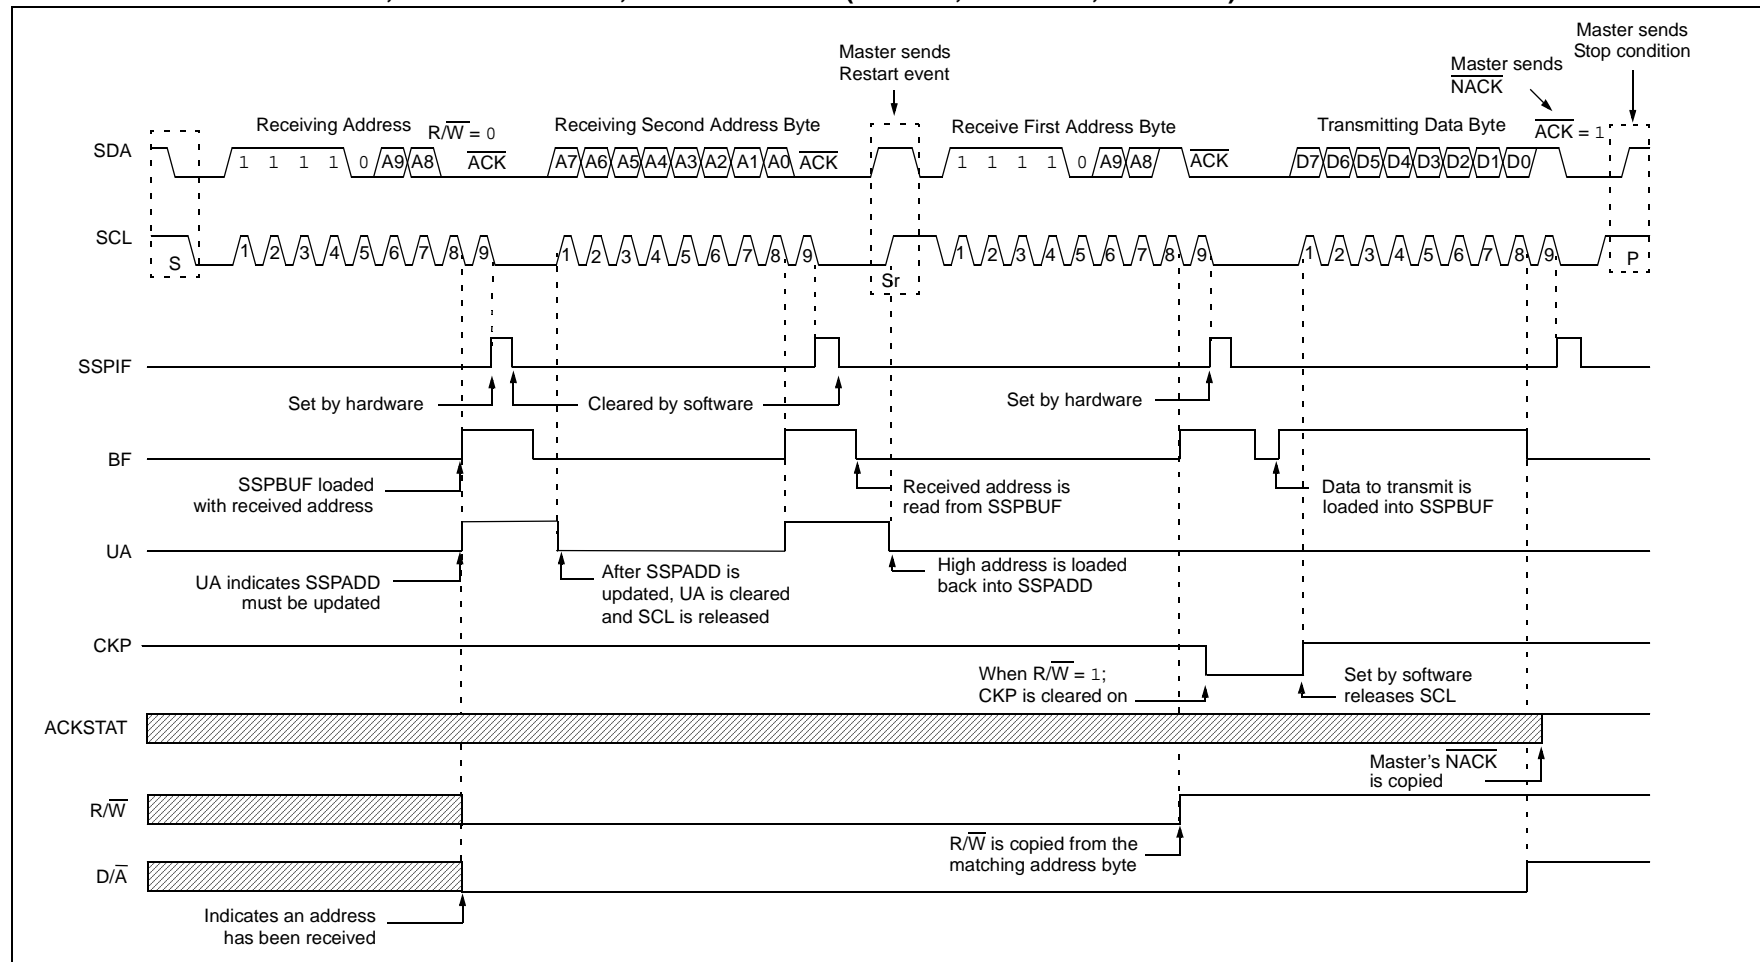 Master sends
Stop condition
Master sends
Restart event
Master sends
NACK
Receiving Address R/W = 0
Receiving Second Address Byte
Receive First Address Byte
Transmitting Data Byte
ACK = 1
SDA 1 1 1 1 0 A9 A8 ACK A7 A6 A5 A4 A3 A2 A1 A0 ACK 1 1 1 1 0 A9 A8 ACK D7 D6 D5 D4 D3 D2 D1 D0
SCL S 1 2 3 4 5 6 7 8 9 1 2 3 4 5 6 7 8 9 Sr 1 2 3 4 5 6 7 8 9 1 2 3 4 5 6 7 8 9 P
SSPIF
Set by hardware
Cleared by software
Set by hardware
BF
SSPBUF loaded
with received address
Received address is
read from SSPBUF
Data to transmit is
loaded into SSPBUF
UA
UA indicates SSPADD
must be updated
After SSPADD is
updated, UA is cleared
and SCL is released
High address is loaded
back into SSPADD
CKP
When R/W = 1;
CKP is cleared on
Set by software
releases SCL
ACKSTAT
Master's NACK
is copied
R/W
R/W is copied from the
matching address byte
D/A
Indicates an address
has been received